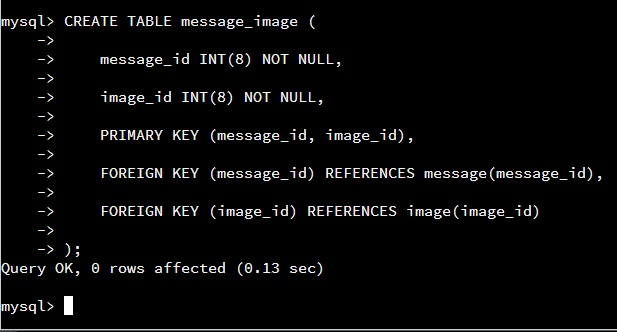 mysql> CREATE TABLE message_image (
    ->
    ->     message_id INT(8) NOT NULL,
    ->
    ->     image_id INT(8) NOT NULL,
    ->
    ->     PRIMARY KEY (message_id, image_id),
    ->
    ->     FOREIGN KEY (message_id) REFERENCES message(message_id),
    ->
    ->     FOREIGN KEY (image_id) REFERENCES image(image_id)
    ->
    -> );
Query OK, 0 rows affected (0.13 sec)
mysql>